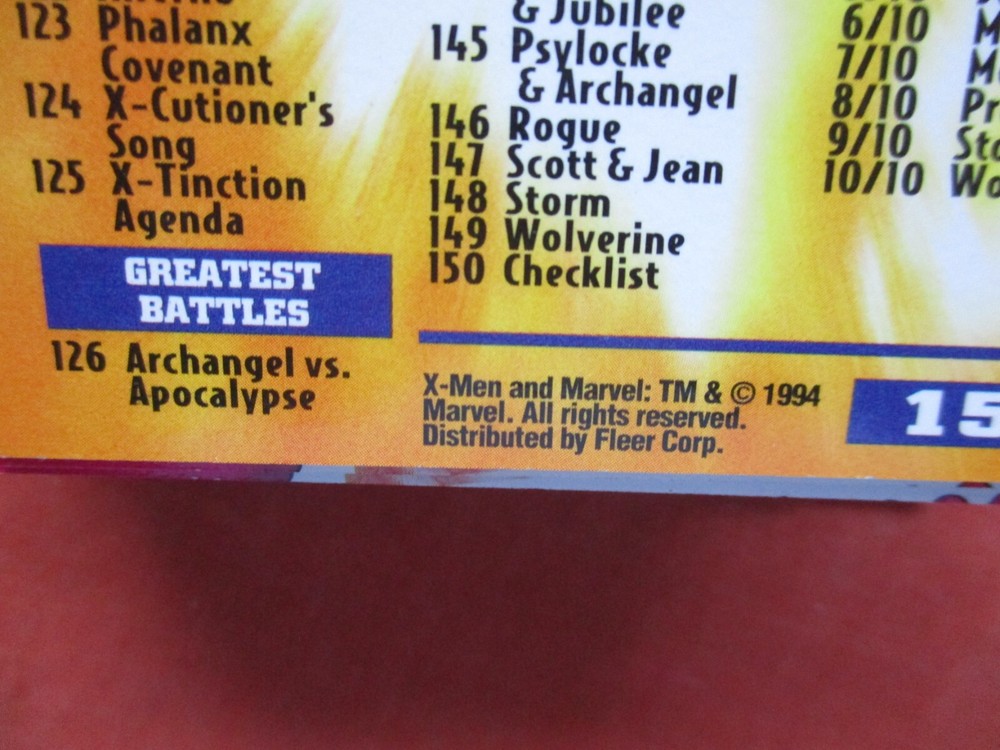 123 Phalanx
Covenant
124 X-Cutioner's
Song
125 X-Tinction
Agenda
GREATEST
BATTLES
126 Archangel vs.
Apocalypse
& Jubilee
145 Psylocke
& Archangel
146 Rogue
147 Scott & Jean
148 Storm
149 Wolverine
150 Checklist
X-Men and Marvel: TM & © 1994
Marvel. All rights reserved.
Distributed by Fleer Corp.
6/10
7/10
8/10
9/10
10/10